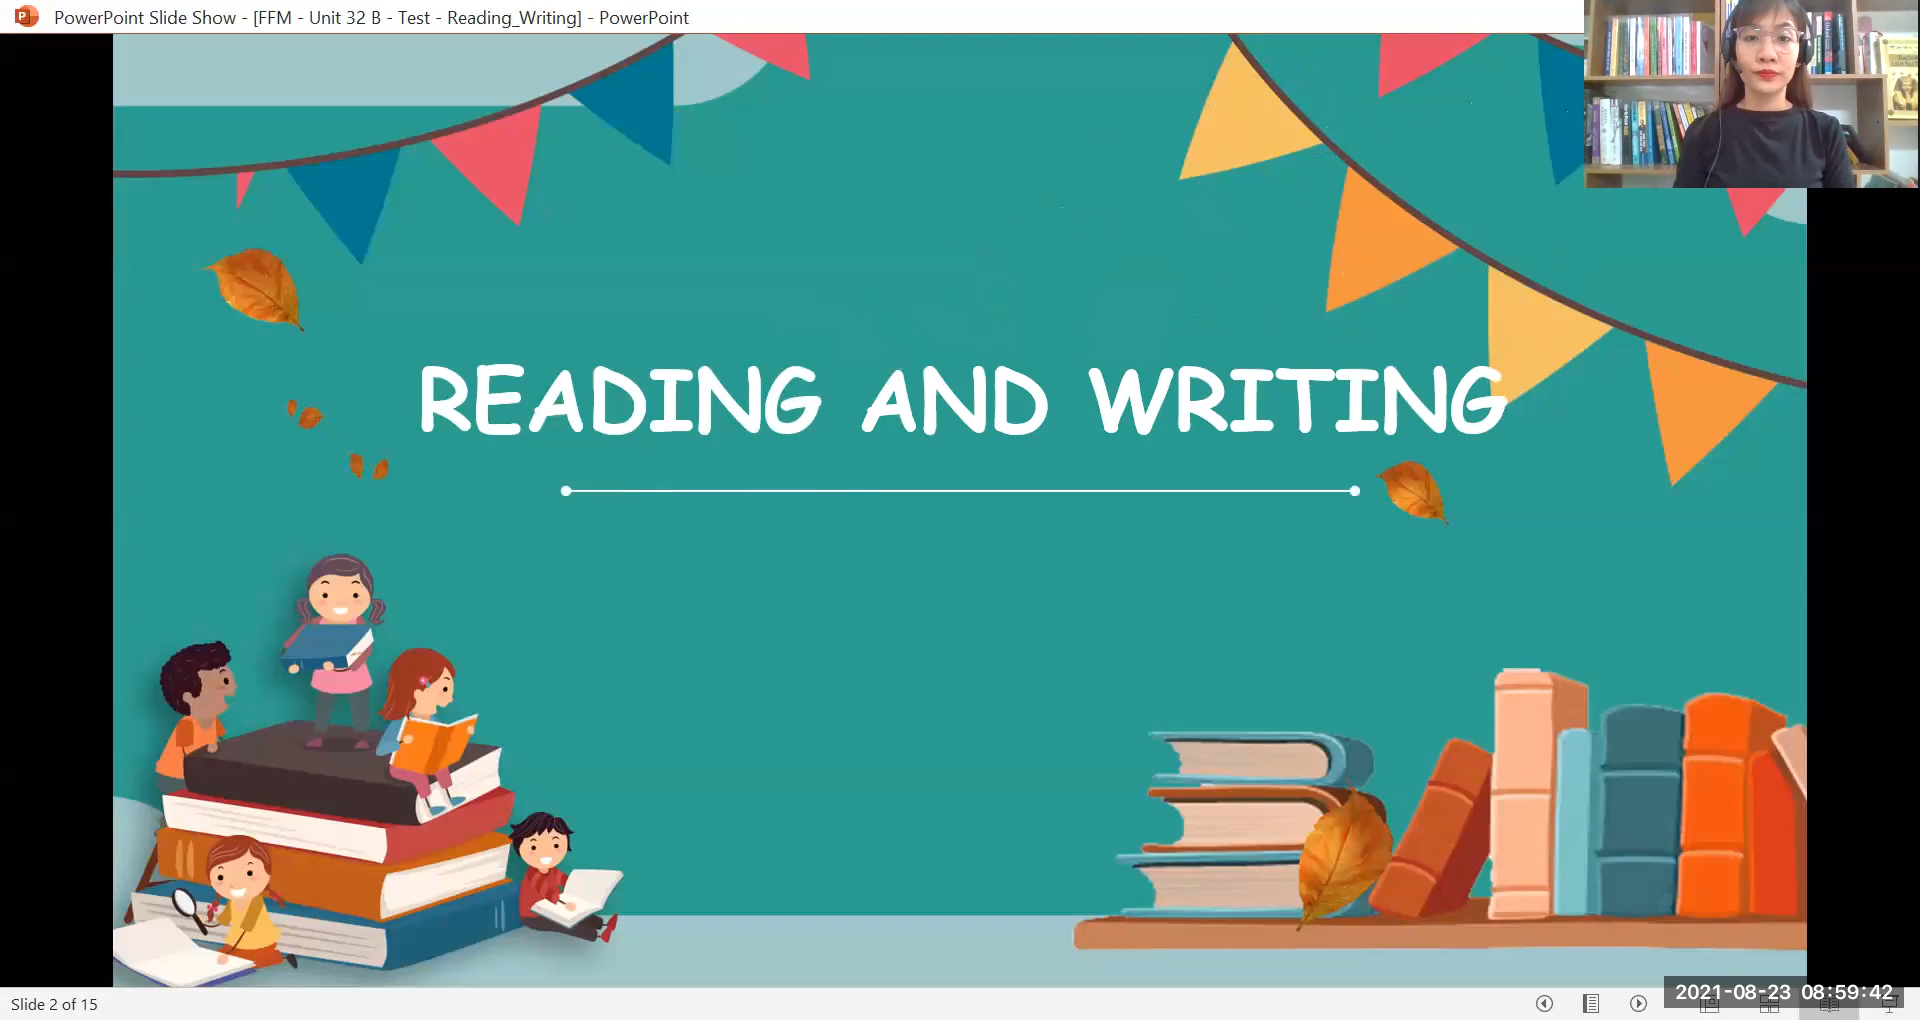 PowerPoint Slide Show - [FFM - Unit 32 B - Test - Reading_Writing] - PowerPoint
READING AND WRITING
Slide 2 of 15
2021-08-23 08:59:42